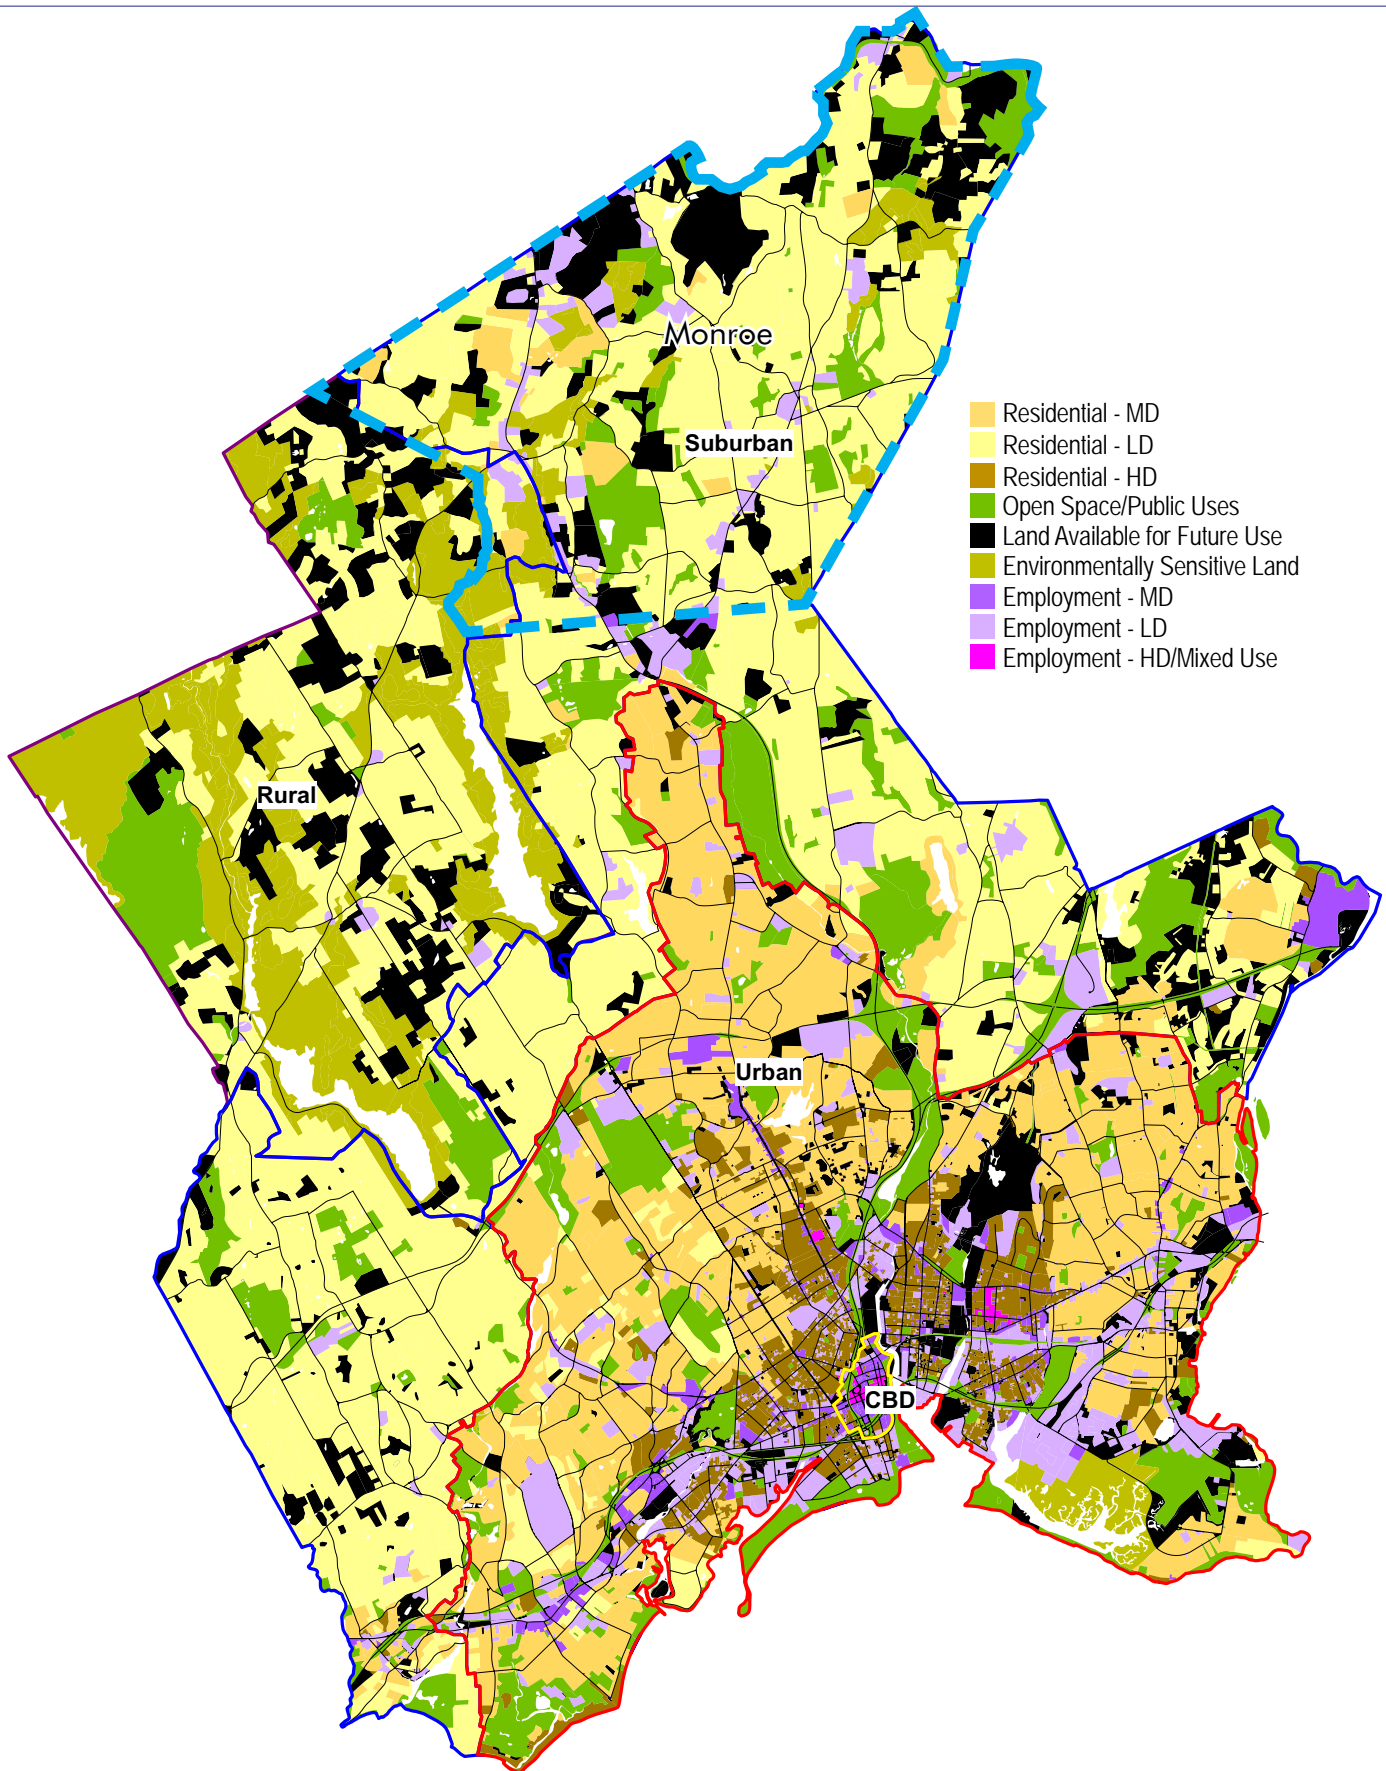 Monroe
Suburban
Residential - MD
Residential - LD
Residential - HD
Open Space/Public Uses
Land Available for Future Use
Environmentally Sensitive Land
Employment - MD
Employment - LD
Employment - HD/Mixed Use
Rural
Urban
CBD